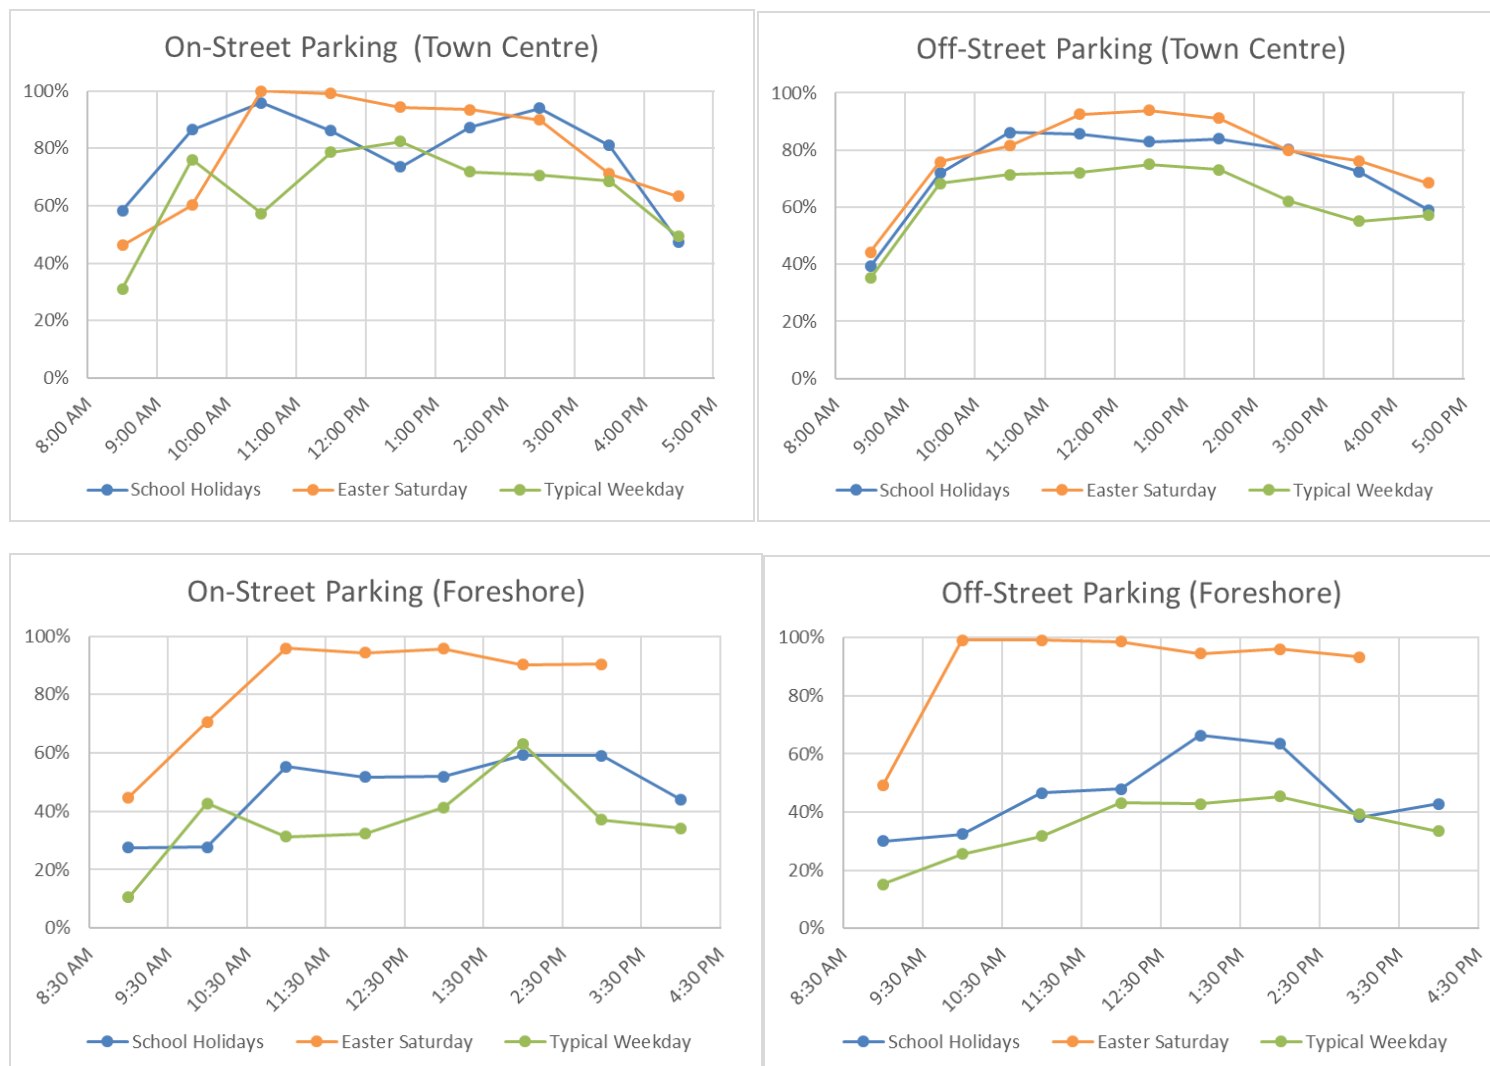 On-Street Parking (Town Centre)
100%
80%
60%
40%
20%
0%
8:00 AM
9:00 AM
10:00 AM
11:00 AM
12:00 PM
1:00 PM
2:00 PM
3:00 PM
4:00 PM
5:00 PM
School Holidays Easter Saturday Typical Weekday
Off-Street Parking (Town Centre)
100%
80%
60%
40%
20%
0%
8:00 AM
9:00 AM
10:00 AM
11:00 AM
12:00 PM
1:00 PM
2:00 PM
3:00 PM
4:00 PM
5:00 PM
School Holidays Easter Saturday Typical Weekday
On-Street Parking (Foreshore)
100%
80%
60%
40%
20%
0%
8:30 AM
9:30 AM
10:30 AM
11:30 AM
12:30 PM
1:30 PM
2:30 PM
3:30 PM
4:30 PM
School Holidays Easter Saturday Typical Weekday
Off-Street Parking (Foreshore)
100%
80%
60%
40%
20%
0%
8:30 AM
9:30 AM
10:30 AM
11:30 AM
12:30 PM
1:30 PM
2:30 PM
3:30 PM
4:30 PM
School Holidays Easter Saturday Typical Weekday